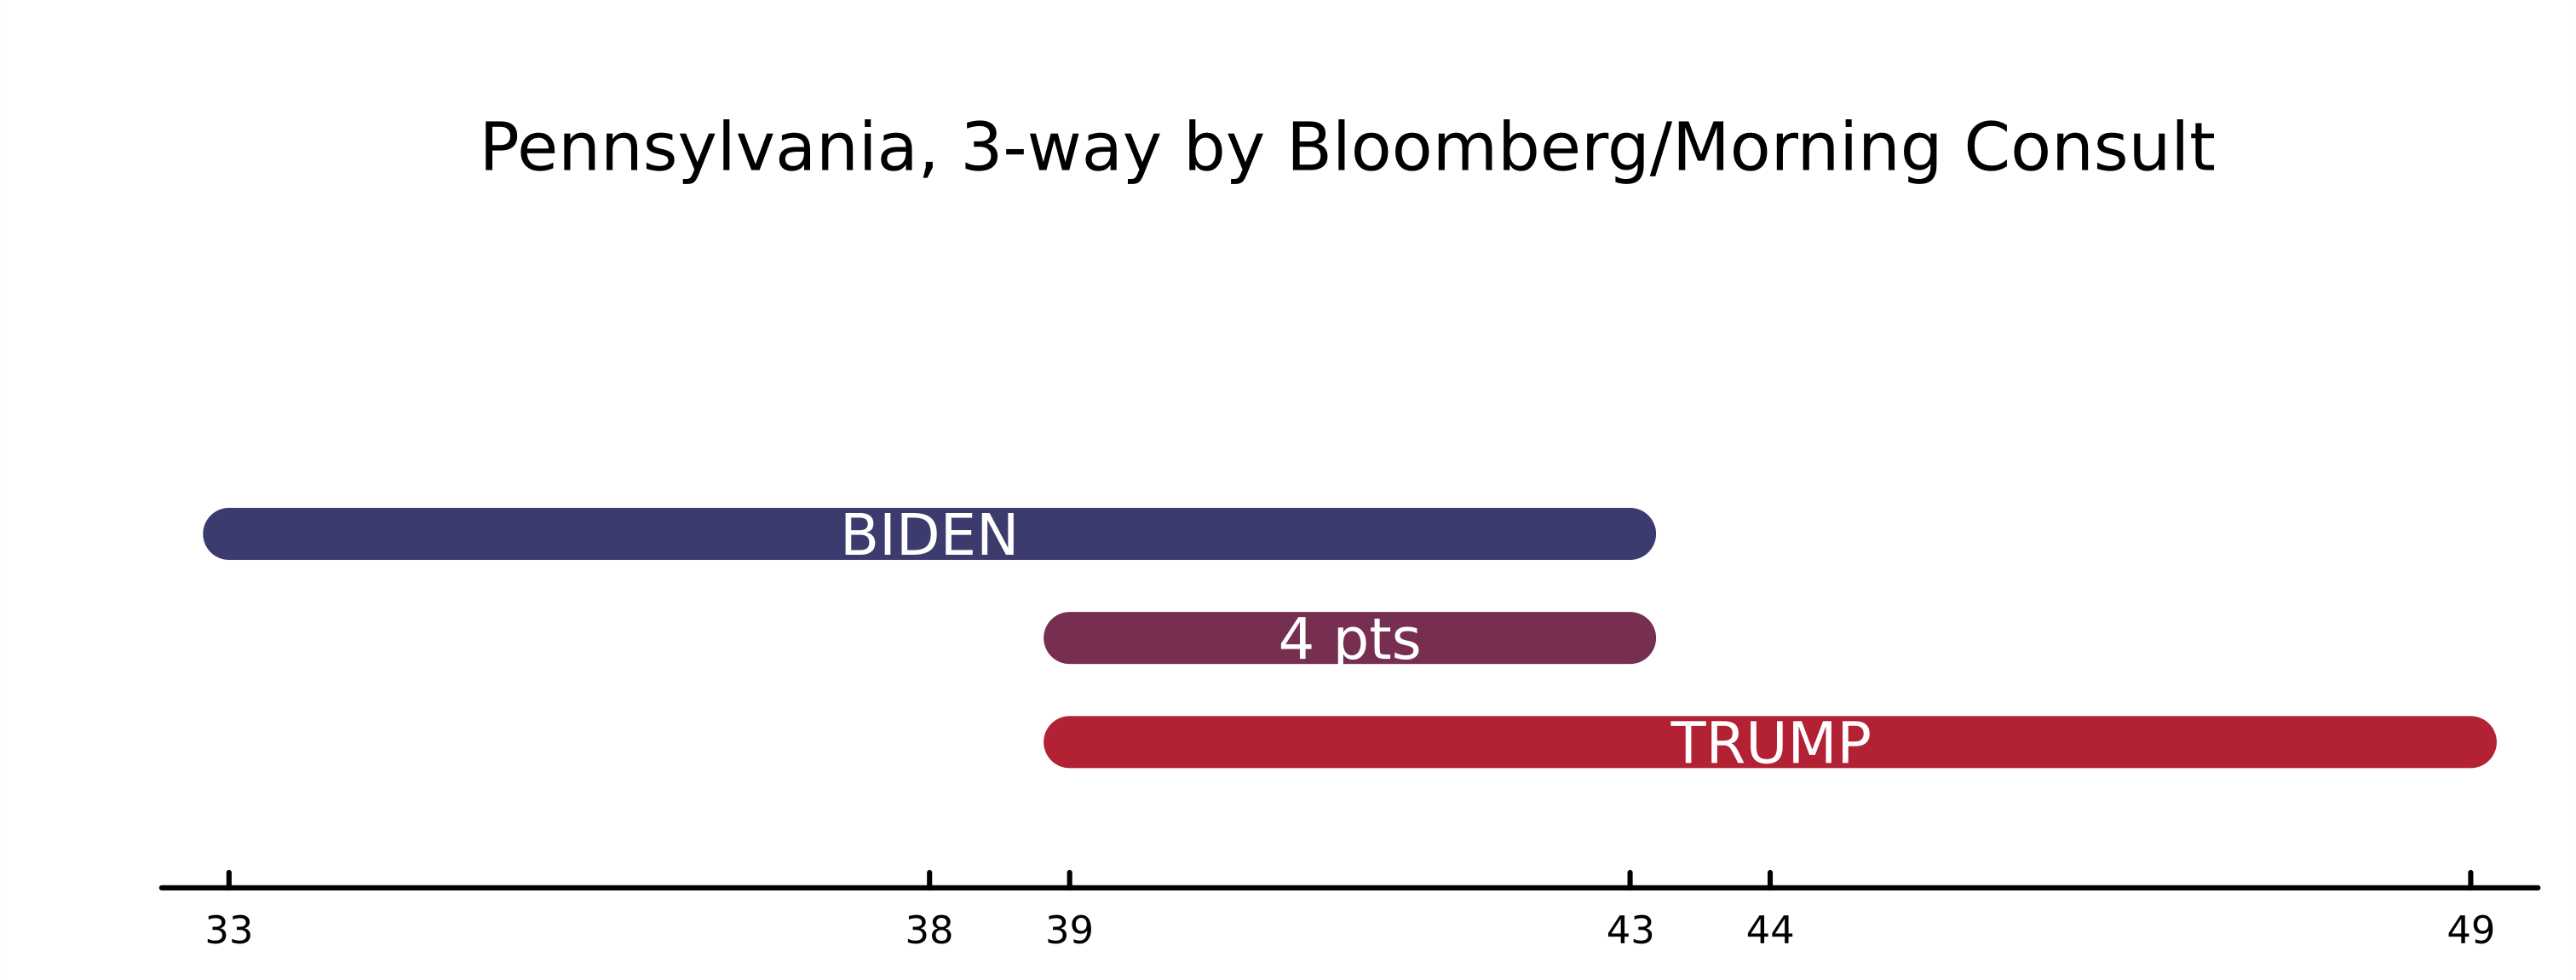 Pennsylvania, 3-way by Bloomberg/Morning Consult
BIDEN
4 pts
TRUMP
33 38 39 43 44 49